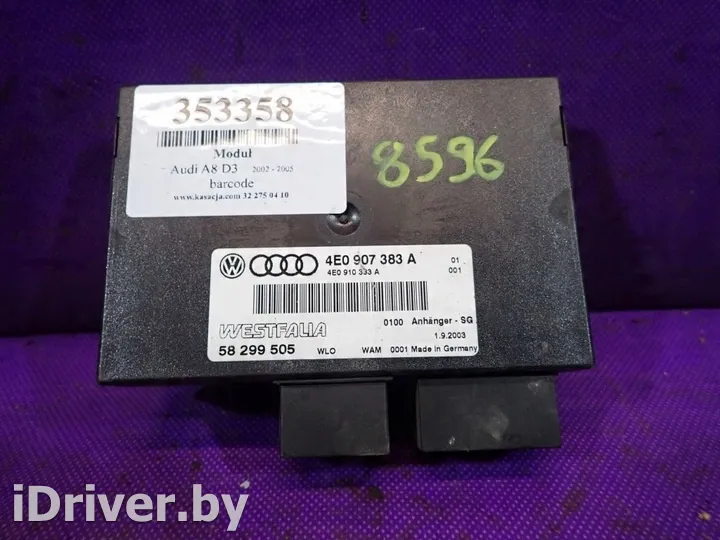 353358
Moduł
Audi A8 D3 2002 - 2005
barcode
www.kasacja.com 32 275 04 10
8596
4E0 907 383 A 01
4E0 910 333 A 001
WESTFALIA 0100 Anhänger - SG
1.9.2003
58 299 505 WLO WAM 0001 Made in Germany
iDriver.by